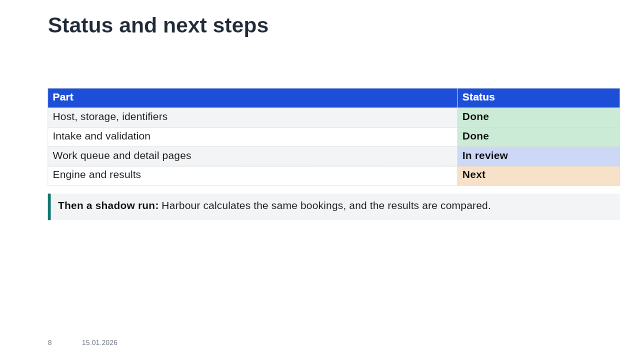 Status and next steps
Part Status
Host, storage, identifiers Done
Intake and validation Done
Work queue and detail pages In review
Engine and results Next
Then a shadow run: Harbour calculates the same bookings, and the results are compared.
8 15.01.2026